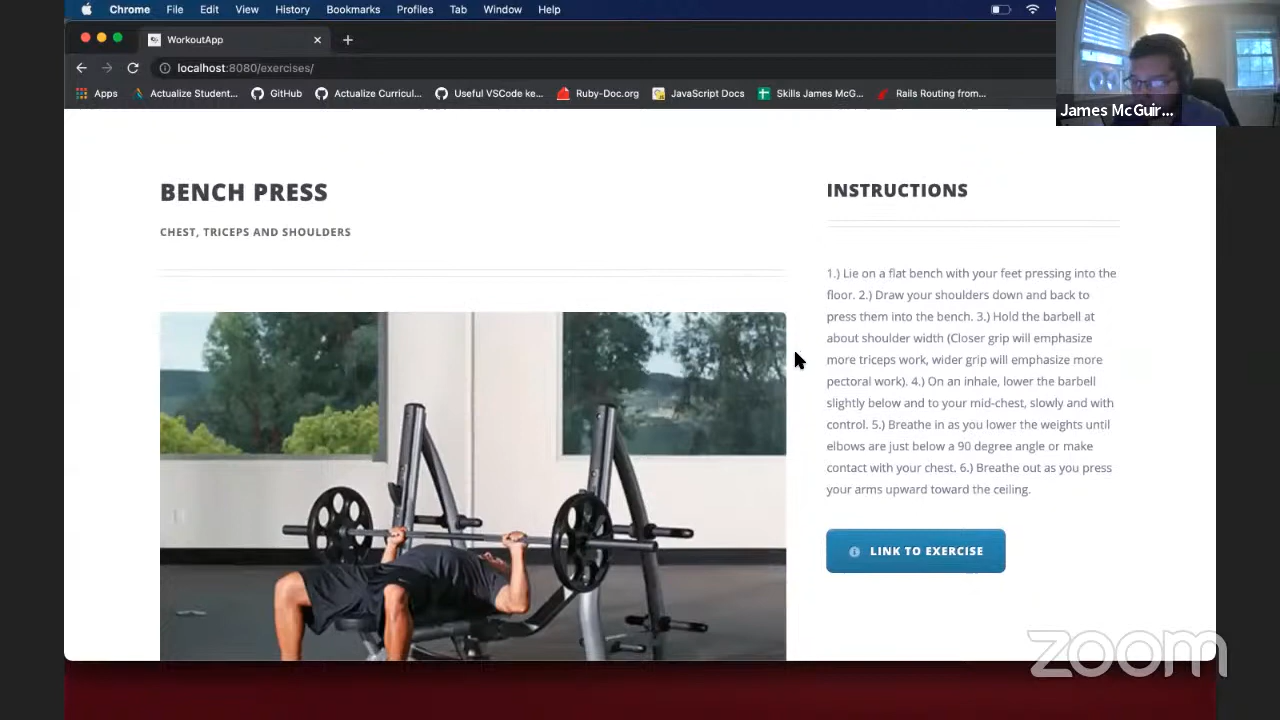 Chrome File Edit View History Bookmarks Profiles Tab Window Help
WorkoutApp
localhost:8080/exercises/
Apps Actualize Student... GitHub Actualize Curricul... Useful VSCode ke... Ruby-Doc.org JavaScript Docs Skills James McG... Rails Routing from...
James McGuir...
BENCH PRESS
CHEST, TRICEPS AND SHOULDERS
INSTRUCTIONS
1.) Lie on a flat bench with your feet pressing into the
floor. 2.) Draw your shoulders down and back to
press them into the bench. 3.) Hold the barbell at
about shoulder width (Closer grip will emphasize
more triceps work, wider grip will emphasize more
pectoral work). 4.) On an inhale, lower the barbell
slightly below and to your mid-chest, slowly and with
control. 5.) Breathe in as you lower the weights until
elbows are just below a 90 degree angle or make
contact with your chest. 6.) Breathe out as you press
your arms upward toward the ceiling.
LINK TO EXERCISE
zoom